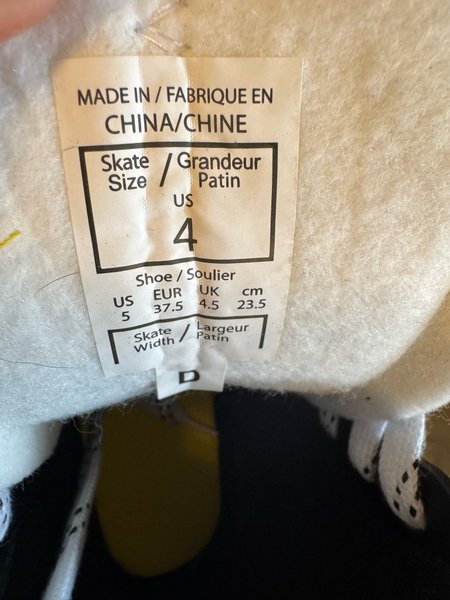 MADE IN / FABRIQUE EN
CHINA/CHINE
Skate Size / Grandeur Patin
US
4
Shoe / Soulier
US EUR UK cm
5 37.5 4.5 23.5
Skate Width / Largeur Patin
D